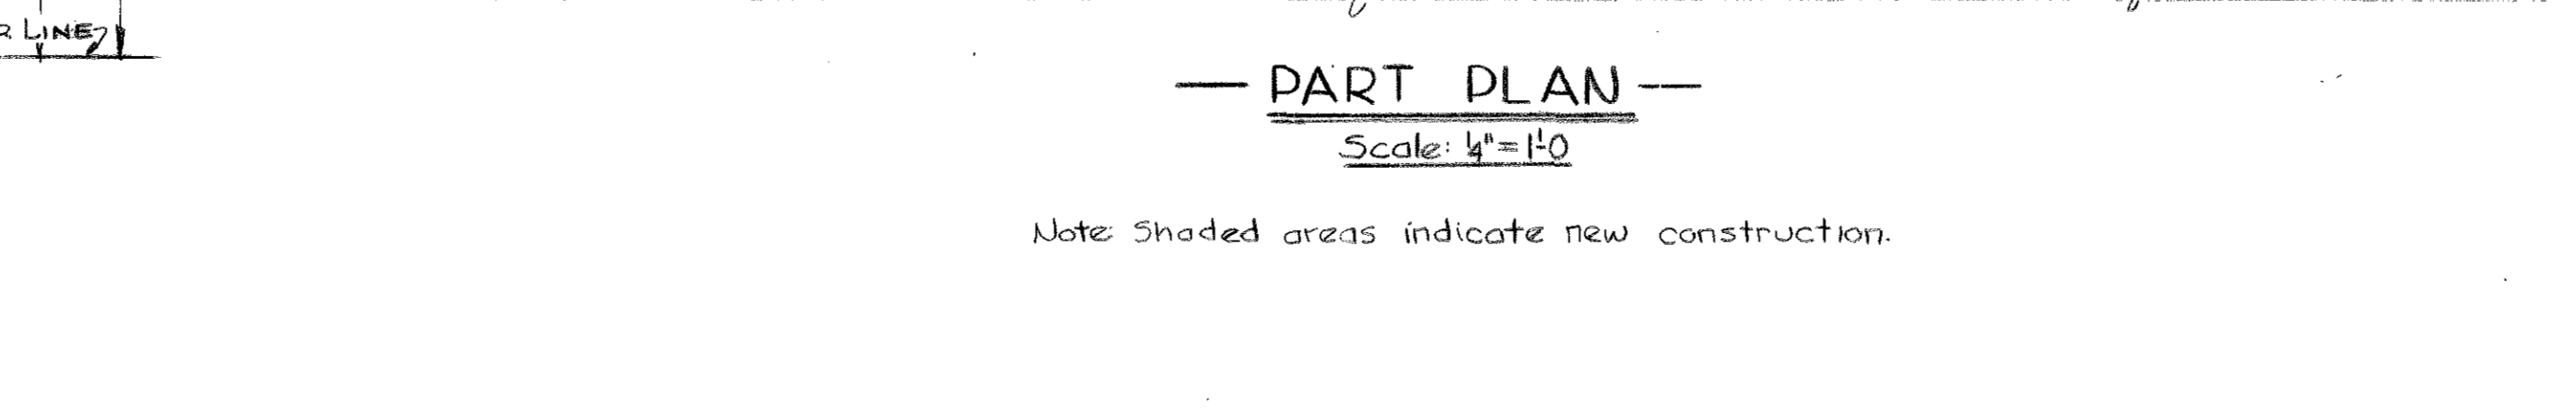 LINE
— PART PLAN —
Scale: 1/4"=1'-0
Note: Shaded areas indicate new construction.